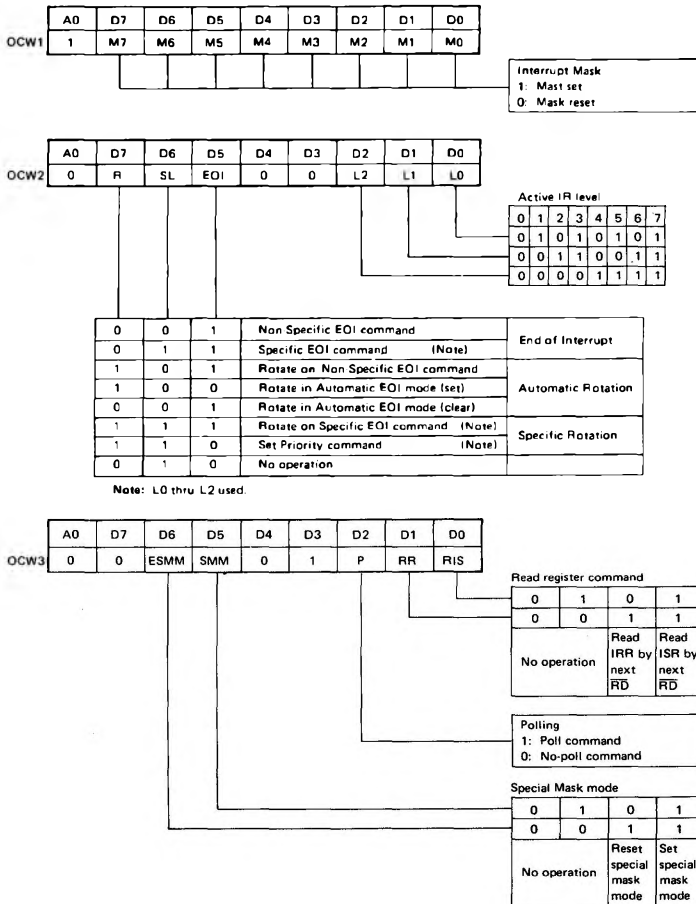 A0 D7 D6 D5 D4 D3 D2 D1 D0
OCW1 1 M7 M6 M5 M4 M3 M2 M1 M0
Interrupt Mask
1: Mast set
0: Mask reset
A0 D7 D6 D5 D4 D3 D2 D1 D0
OCW2 0 R SL EOI 0 0 L2 L1 L0
Active IR level
0 1 2 3 4 5 6 7
0 1 0 1 0 1 0 1
0 0 1 1 0 0 1 1
0 0 0 0 1 1 1 1
0 0 1 Non Specific EOI command
End of Interrupt
0 1 1 Specific EOI command (Note)
1 0 1 Rotate on Non Specific EOI command
1 0 0 Rotate in Automatic EOI mode (set)
Automatic Rotation
0 0 1 Rotate in Automatic EOI mode (clear)
1 1 1 Rotate on Specific EOI command (Note)
Specific Rotation
1 1 0 Set Priority command (Note)
0 1 0 No operation
Note: L0 thru L2 used.
A0 D7 D6 D5 D4 D3 D2 D1 D0
OCW3 0 0 ESMM SMM 0 1 P RR RIS
Read register command
0 1 0 1
0 0 1 1
No operation
Read IRR by next RD
Read ISR by next RD
Polling
1: Poll command
0: No-poll command
Special Mask mode
0 1 0 1
0 0 1 1
No operation
Reset special mask mode
Set special mask mode